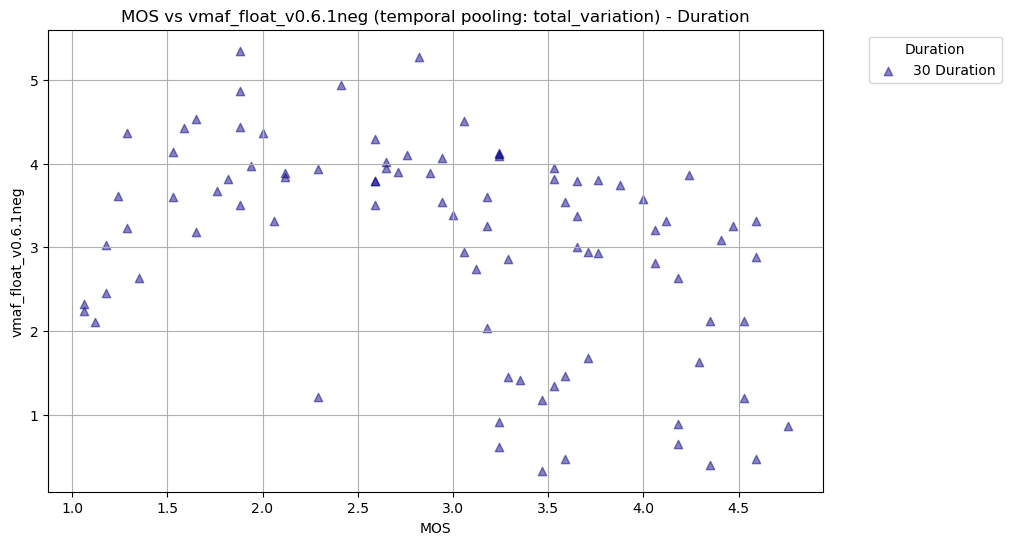 MOS vs vmaf_float_v0.6.1neg (temporal pooling: total_variation) - Duration
Duration
30 Duration
vmaf_float_v0.6.1neg
5
4
3
2
1
1.0 1.5 2.0 2.5 3.0 3.5 4.0 4.5
MOS